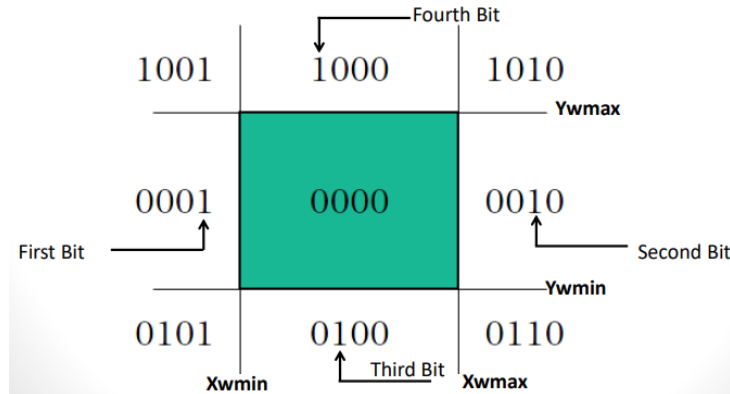 Fourth Bit
1001 1000 1010
Ywmax
0001 0000 0010
First Bit Second Bit
Ywmin
0101 0100 0110
Third Bit
Xwmin Xwmax